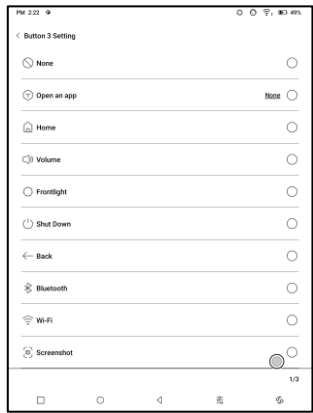 PM 2:22 49%
Button 3 Setting
None
Open an app None
Home
Volume
Frontlight
Shut Down
Back
Bluetooth
Wi-Fi
Screenshot
1/3